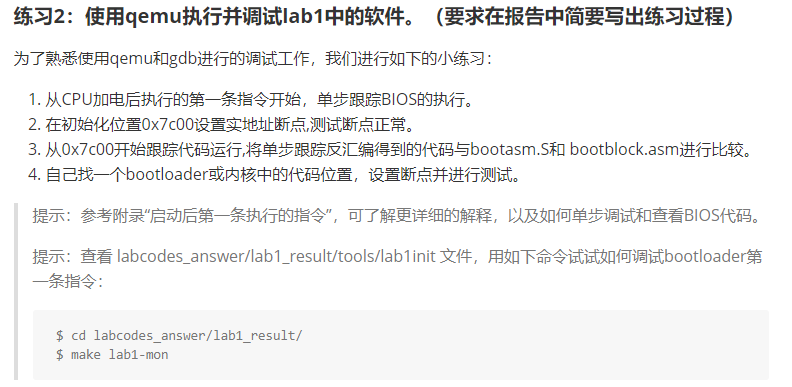 练习2：使用qemu执行并调试lab1中的软件。（要求在报告中简要写出练习过程）
为了熟悉使用qemu和gdb进行的调试工作，我们进行如下的小练习：
1. 从CPU加电后执行的第一条指令开始，单步跟踪BIOS的执行。
2. 在初始化位置0x7c00设置实地址断点,测试断点正常。
3. 从0x7c00开始跟踪代码运行,将单步跟踪反汇编得到的代码与bootasm.S和 bootblock.asm进行比较。
4. 自己找一个bootloader或内核中的代码位置，设置断点并进行测试。
提示：参考附录“启动后第一条执行的指令”，可了解更详细的解释，以及如何单步调试和查看BIOS代码。
提示：查看 labcodes_answer/lab1_result/tools/lab1init 文件，用如下命令试试如何调试bootloader第
一条指令：
$ cd labcodes_answer/lab1_result/
$ make lab1-mon